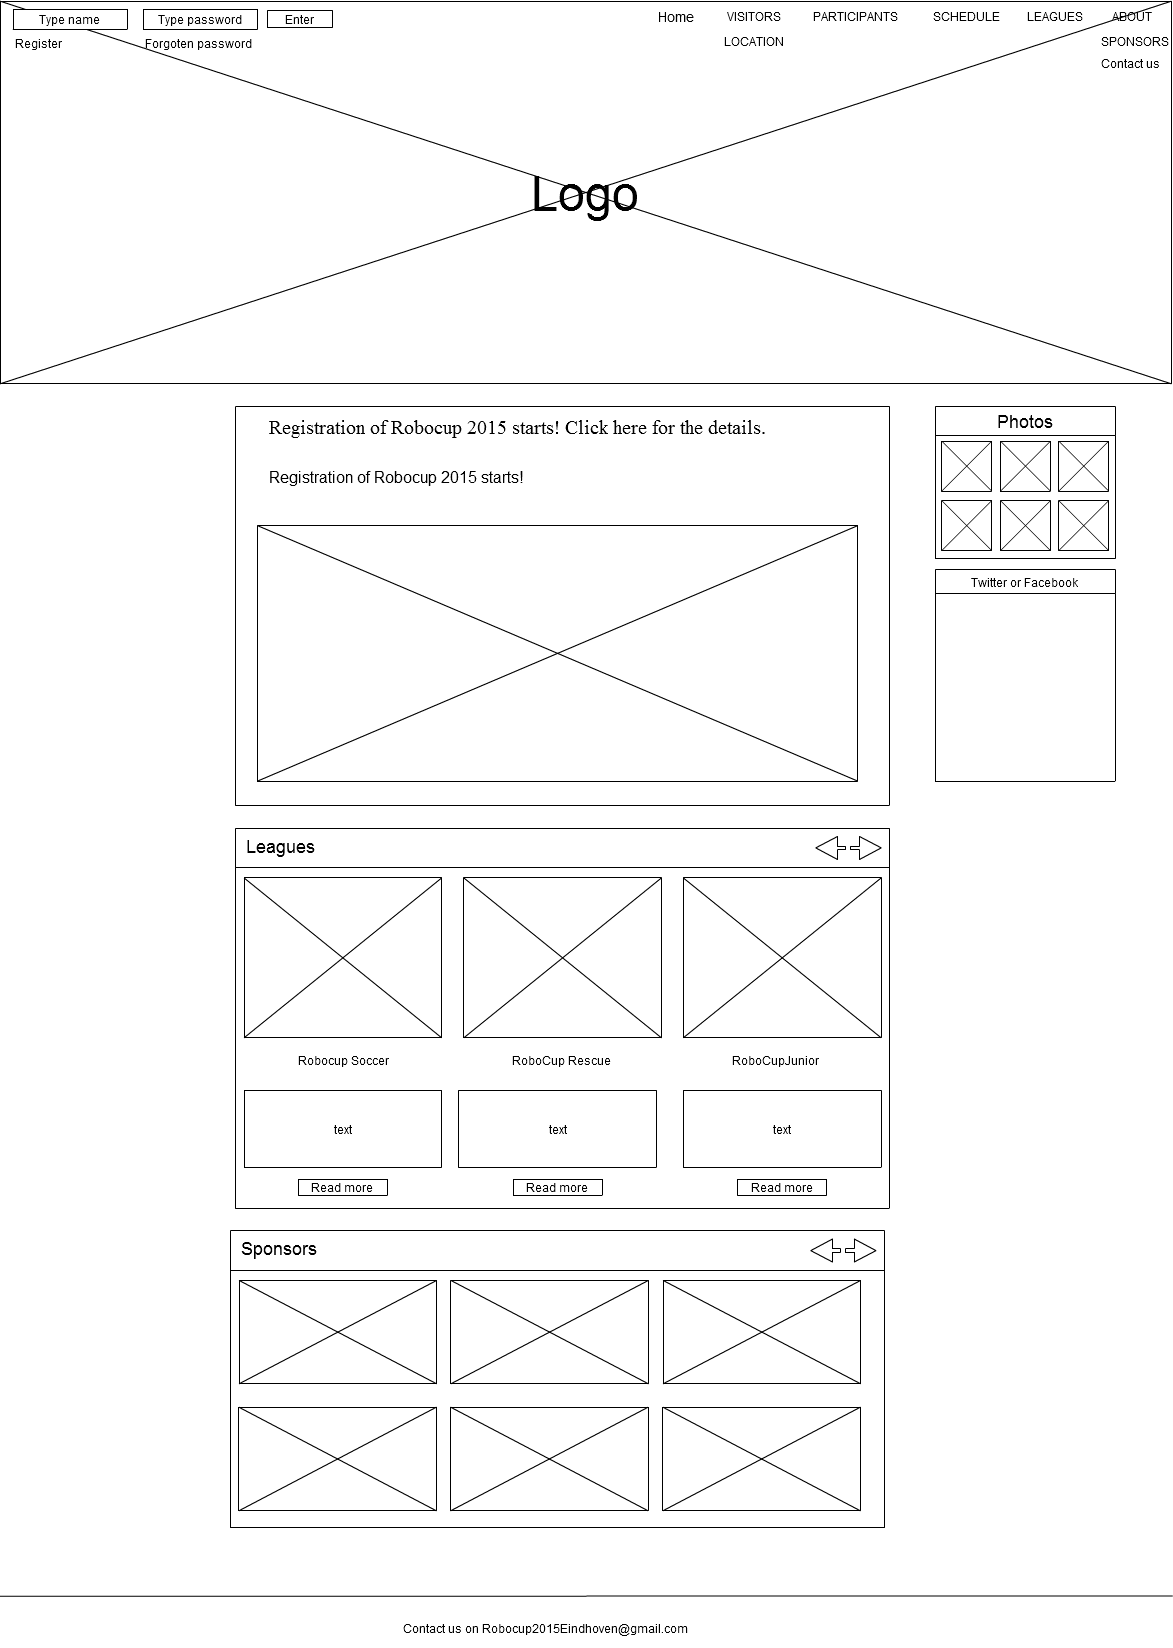 Type name Type password Enter Home VISITORS PARTICIPANTS SCHEDULE LEAGUES ABOUT
Register Forgoten password LOCATION SPONSORS
Contact us
Logo
Registration of Robocup 2015 starts! Click here for the details.
Registration of Robocup 2015 starts!
Photos
Twitter or Facebook
Leagues
Robocup Soccer RoboCup Rescue RoboCupJunior
text text text
Read more Read more Read more
Sponsors
Contact us on Robocup2015Eindhoven@gmail.com